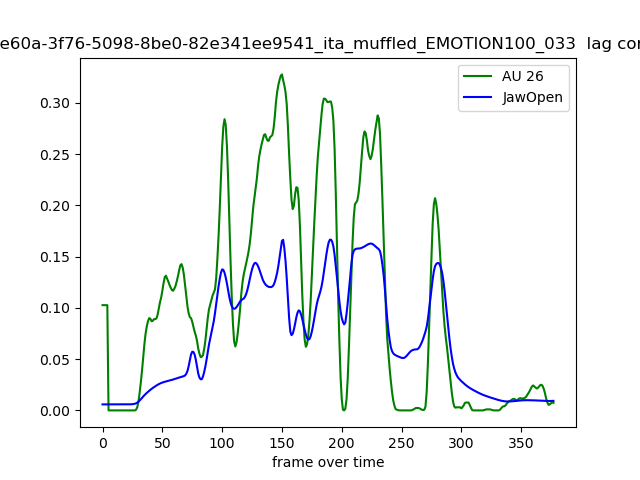 e60a-3f76-5098-8be0-82e341ee9541_ita_muffled_EMOTION100_033 lag
AU 26
JawOpen
0.30
0.25
0.20
0.15
0.10
0.05
0.00
0 50 100 150 200 250 300 350
frame over time